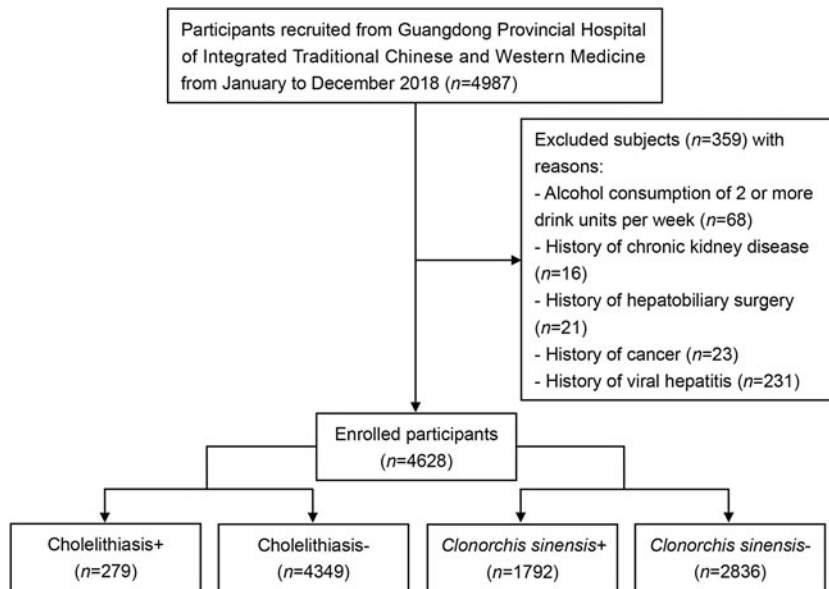 Participants recruited from Guangdong Provincial Hospital
of Integrated Traditional Chinese and Western Medicine
from January to December 2018 (n=4987)
Excluded subjects (n=359) with
reasons:
- Alcohol consumption of 2 or more
drink units per week (n=68)
- History of chronic kidney disease
(n=16)
- History of hepatobiliary surgery
(n=21)
- History of cancer (n=23)
- History of viral hepatitis (n=231)
Enrolled participants
(n=4628)
Cholelithiasis+
(n=279)
Cholelithiasis-
(n=4349)
Clonorchis sinensis+
(n=1792)
Clonorchis sinensis-
(n=2836)